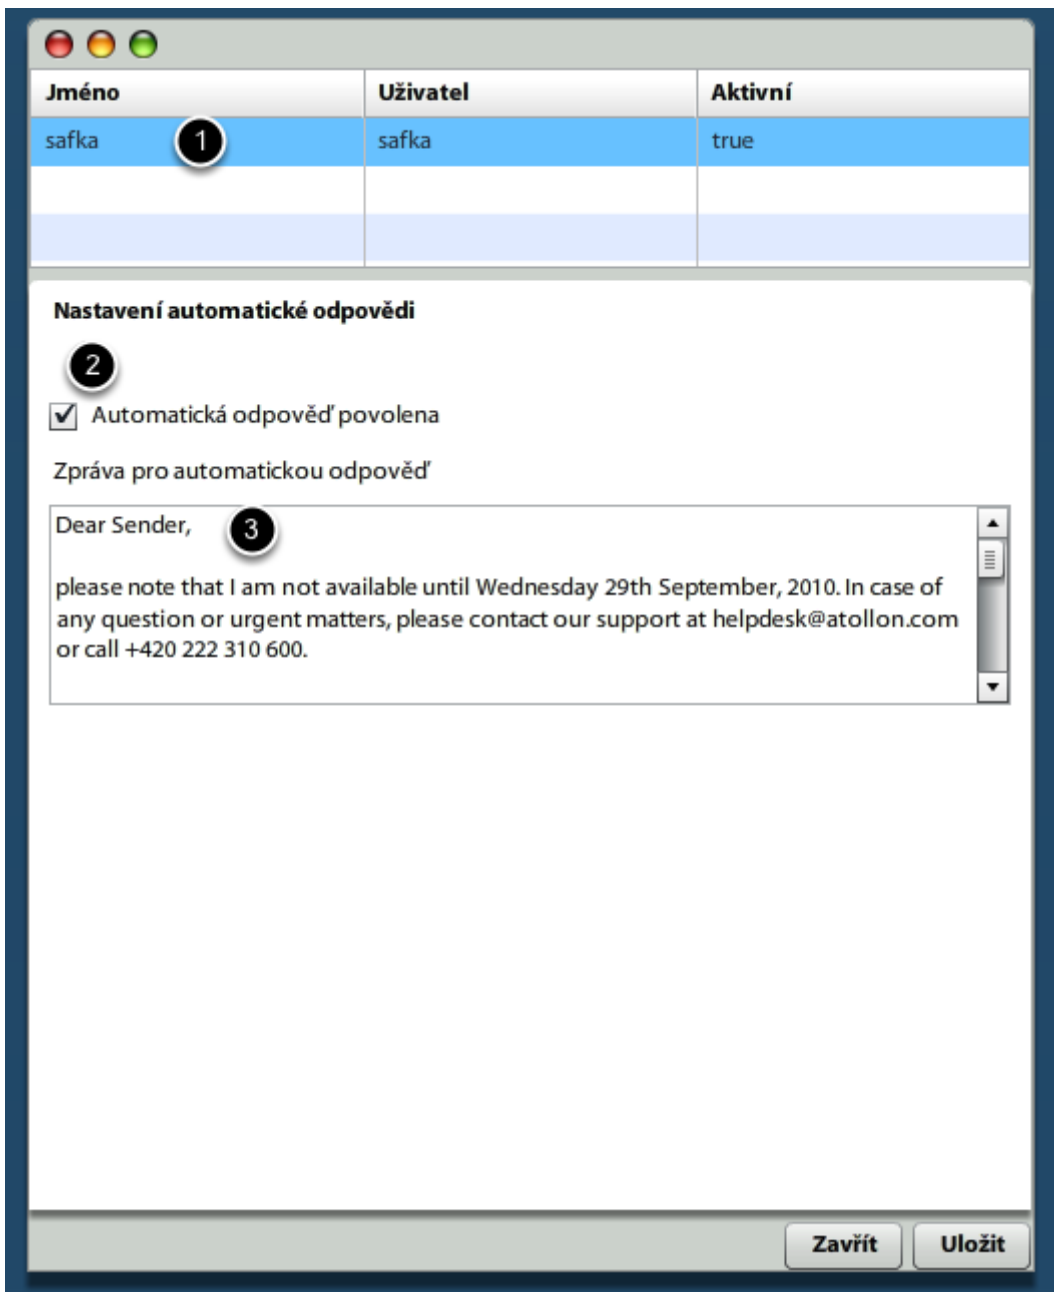 Jméno Uživatel Aktivní
safka 1 safka true
Nastavení automatické odpovědi
2
Automatická odpověď povolena
Zpráva pro automatickou odpověď
Dear Sender, 3
please note that I am not available until Wednesday 29th September, 2010. In case of
any question or urgent matters, please contact our support at helpdesk@atollon.com
or call +420 222 310 600.
Zavřít Uložit